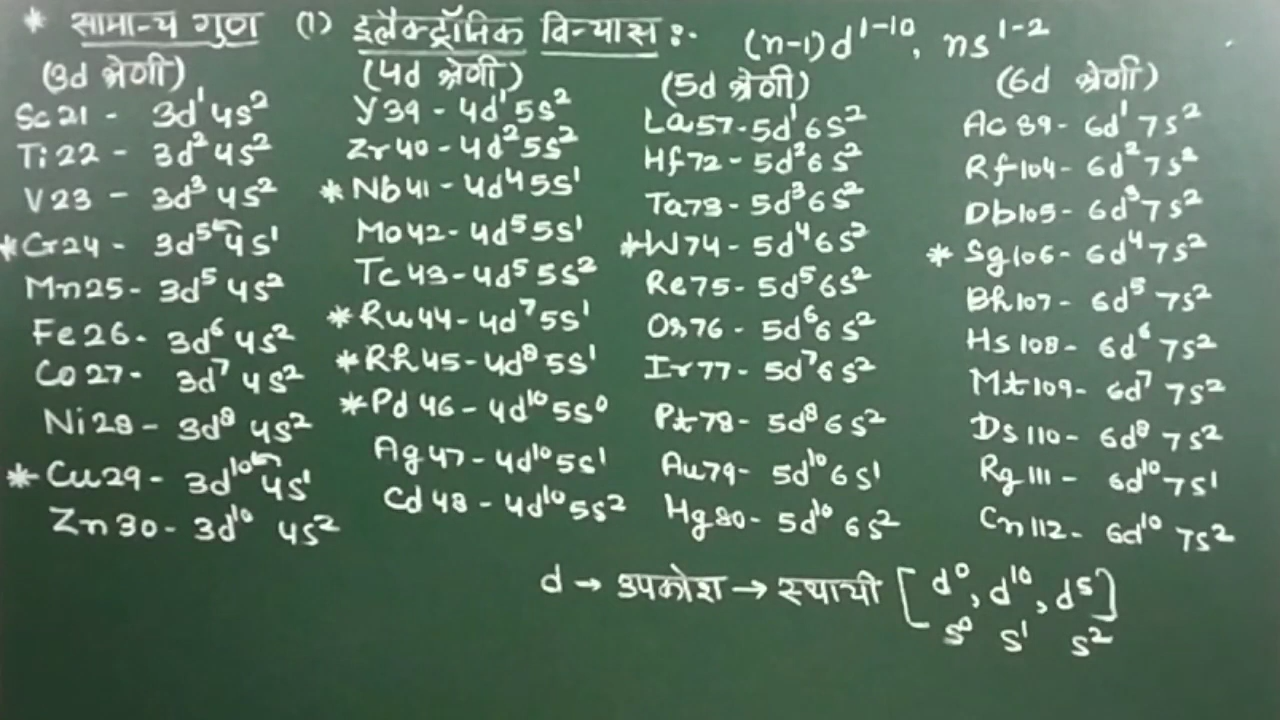 * सामान्य गुण (1) इलैक्ट्रॉनिक विन्यास :- (n-1)d¹⁻¹⁰, ns¹⁻²
(3d श्रेणी)
Sc21 - 3d¹4s²
Ti22 - 3d²4s²
V23 - 3d³4s²
*Cr24 - 3d⁵4s¹
Mn25 - 3d⁵4s²
Fe26 - 3d⁶4s²
Co27 - 3d⁷4s²
Ni28 - 3d⁸4s²
*Cu29 - 3d¹⁰4s¹
Zn30 - 3d¹⁰4s²
(4d श्रेणी)
Y39 - 4d¹5s²
Zr40 - 4d²5s²
*Nb41 - 4d⁴5s¹
Mo42 - 4d⁵5s¹
Tc43 - 4d⁵5s²
*Ru44 - 4d⁷5s¹
*Rh45 - 4d⁸5s¹
*Pd46 - 4d¹⁰5s⁰
Ag47 - 4d¹⁰5s¹
Cd48 - 4d¹⁰5s²
(5d श्रेणी)
La57 - 5d¹6s²
Hf72 - 5d²6s²
Ta73 - 5d³6s²
*W74 - 5d⁴6s²
Re75 - 5d⁵6s²
Os76 - 5d⁶6s²
Ir77 - 5d⁷6s²
Pt78 - 5d⁸6s²
Au79 - 5d¹⁰6s¹
Hg80 - 5d¹⁰6s²
(6d श्रेणी)
Ac89 - 6d¹7s²
Rf104 - 6d²7s²
Db105 - 6d³7s²
*Sg106 - 6d⁴7s²
Bh107 - 6d⁵7s²
Hs108 - 6d⁶7s²
Mt109 - 6d⁷7s²
Ds110 - 6d⁸7s²
Rg111 - 6d¹⁰7s¹
Cn112 - 6d¹⁰7s²
d → उपकोश → स्थायी [d⁰, d¹⁰, d⁵]
s⁰ s¹ s²